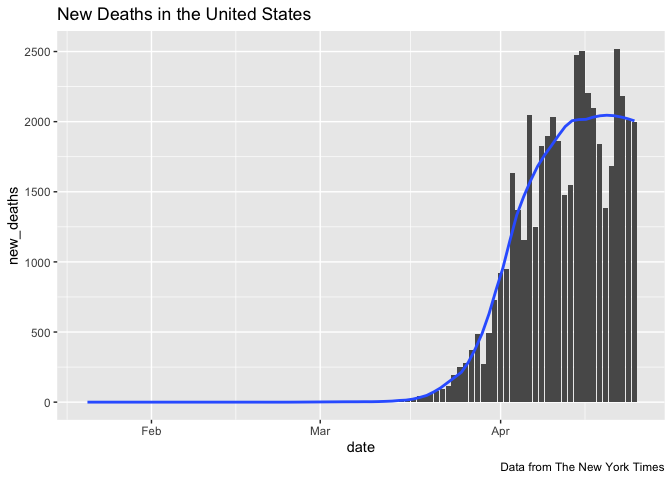 New Deaths in the United States
new_deaths
2500
2000
1500
1000
500
0
Feb Mar Apr
date
Data from The New York Times